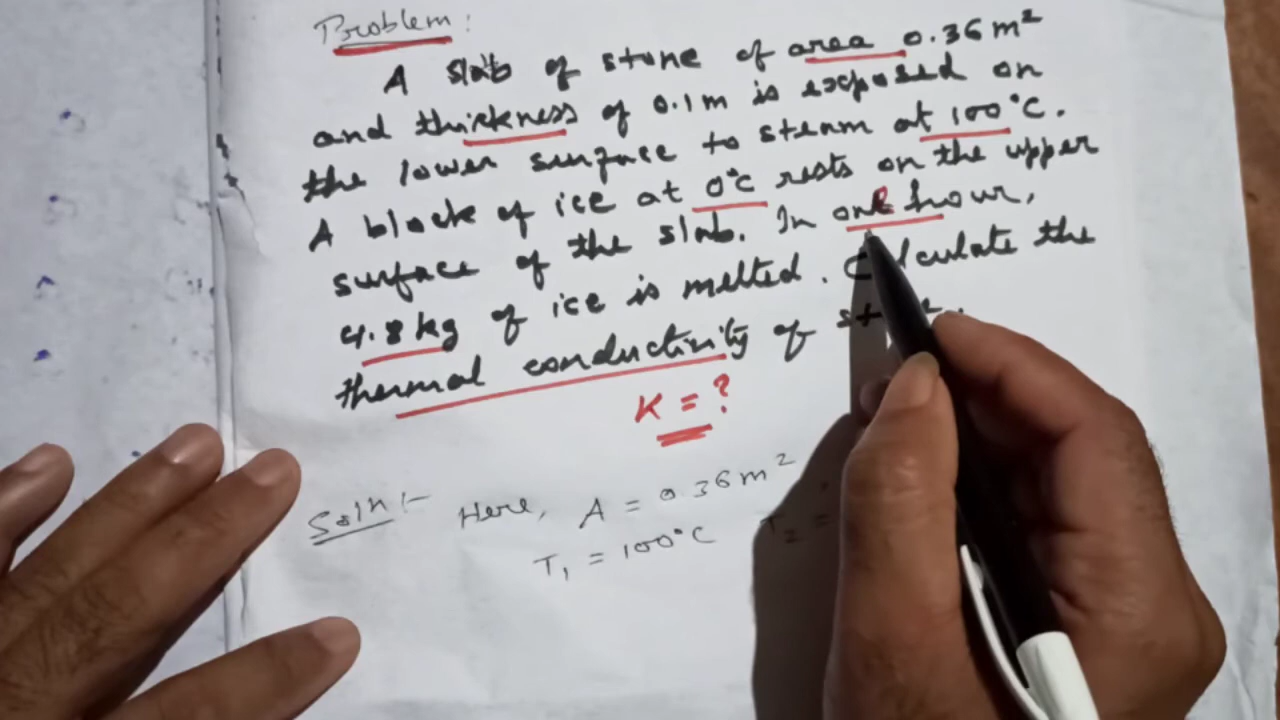 Problem:
A slab of stone of area 0.36 m²
and thickness of 0.1 m is exposed on
the lower surface to steam at 100°C.
A block of ice at 0°C rests on the upper
surface of the slab. In one hour,
4.8 kg of ice is melted. Calculate the
thermal conductivity of
K = ?
Soln :- Here, A = 0.36 m²
T₁ = 100°C T₂ =